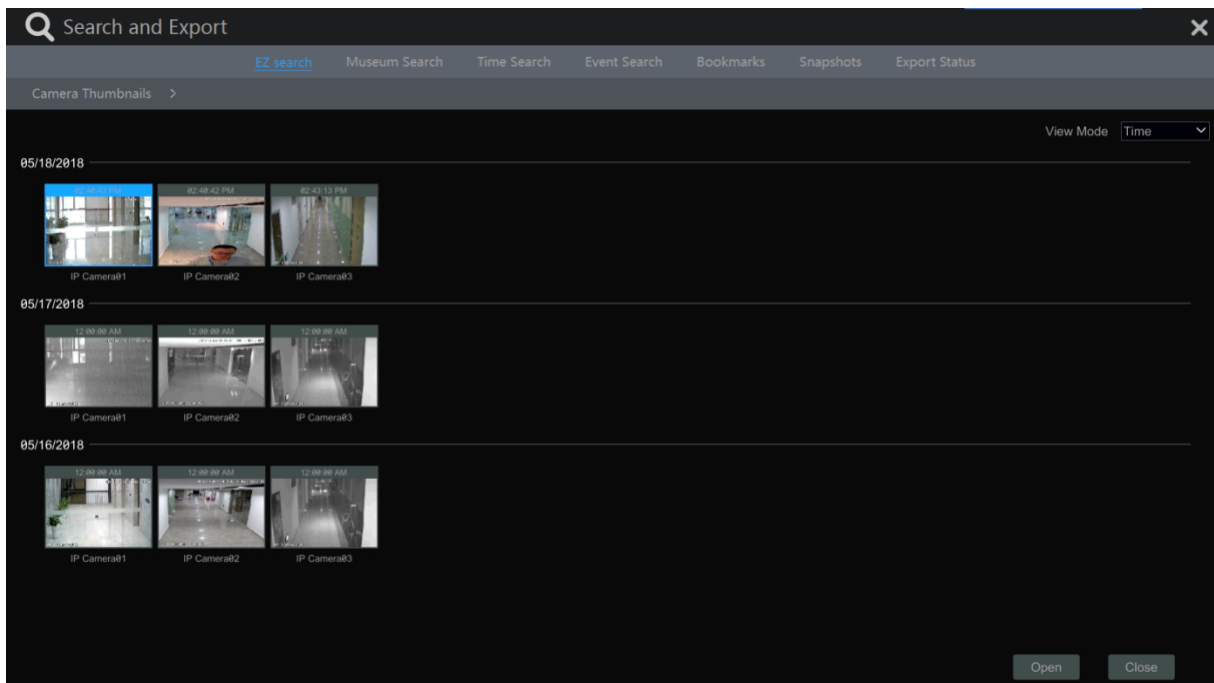 Search and Export
EZ search Museum Search Time Search Event Search Bookmarks Snapshots Export Status
Camera Thumbnails >
View Mode Time
05/18/2018
02:40:42 PM 02:43:13 PM
IP Camera01 IP Camera02 IP Camera03
05/17/2018
12:00:00 AM 12:00:00 AM 12:00:00 AM
IP Camera01 IP Camera02 IP Camera03
05/16/2018
12:00:00 AM 12:00:00 AM 12:00:00 AM
IP Camera01 IP Camera02 IP Camera03
Open Close